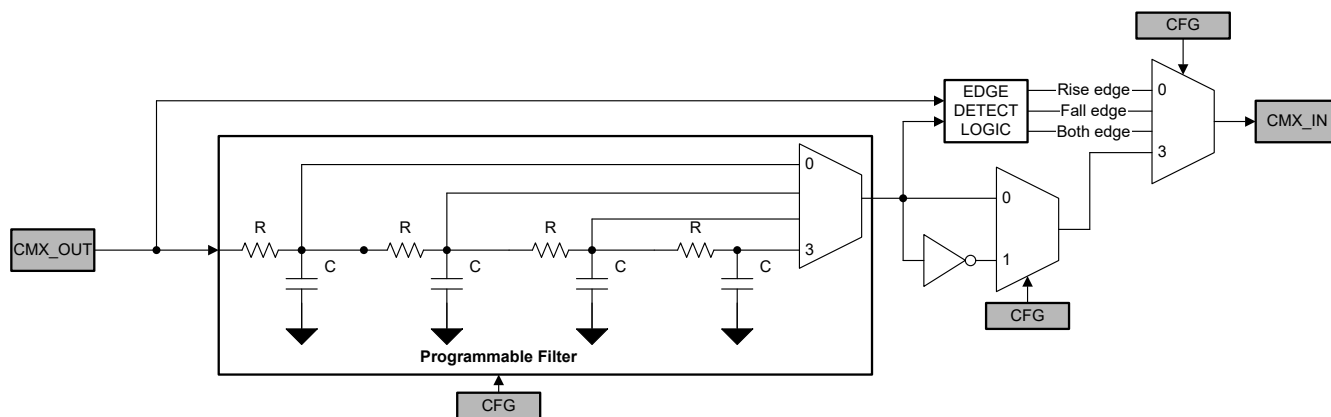 CFG
EDGE
DETECT
LOGIC
Rise edge
Fall edge
Both edge
0
3
CMX_IN
0
3
R
R
R
R
C
C
C
C
CMX_OUT
0
1
CFG
Programmable Filter
CFG